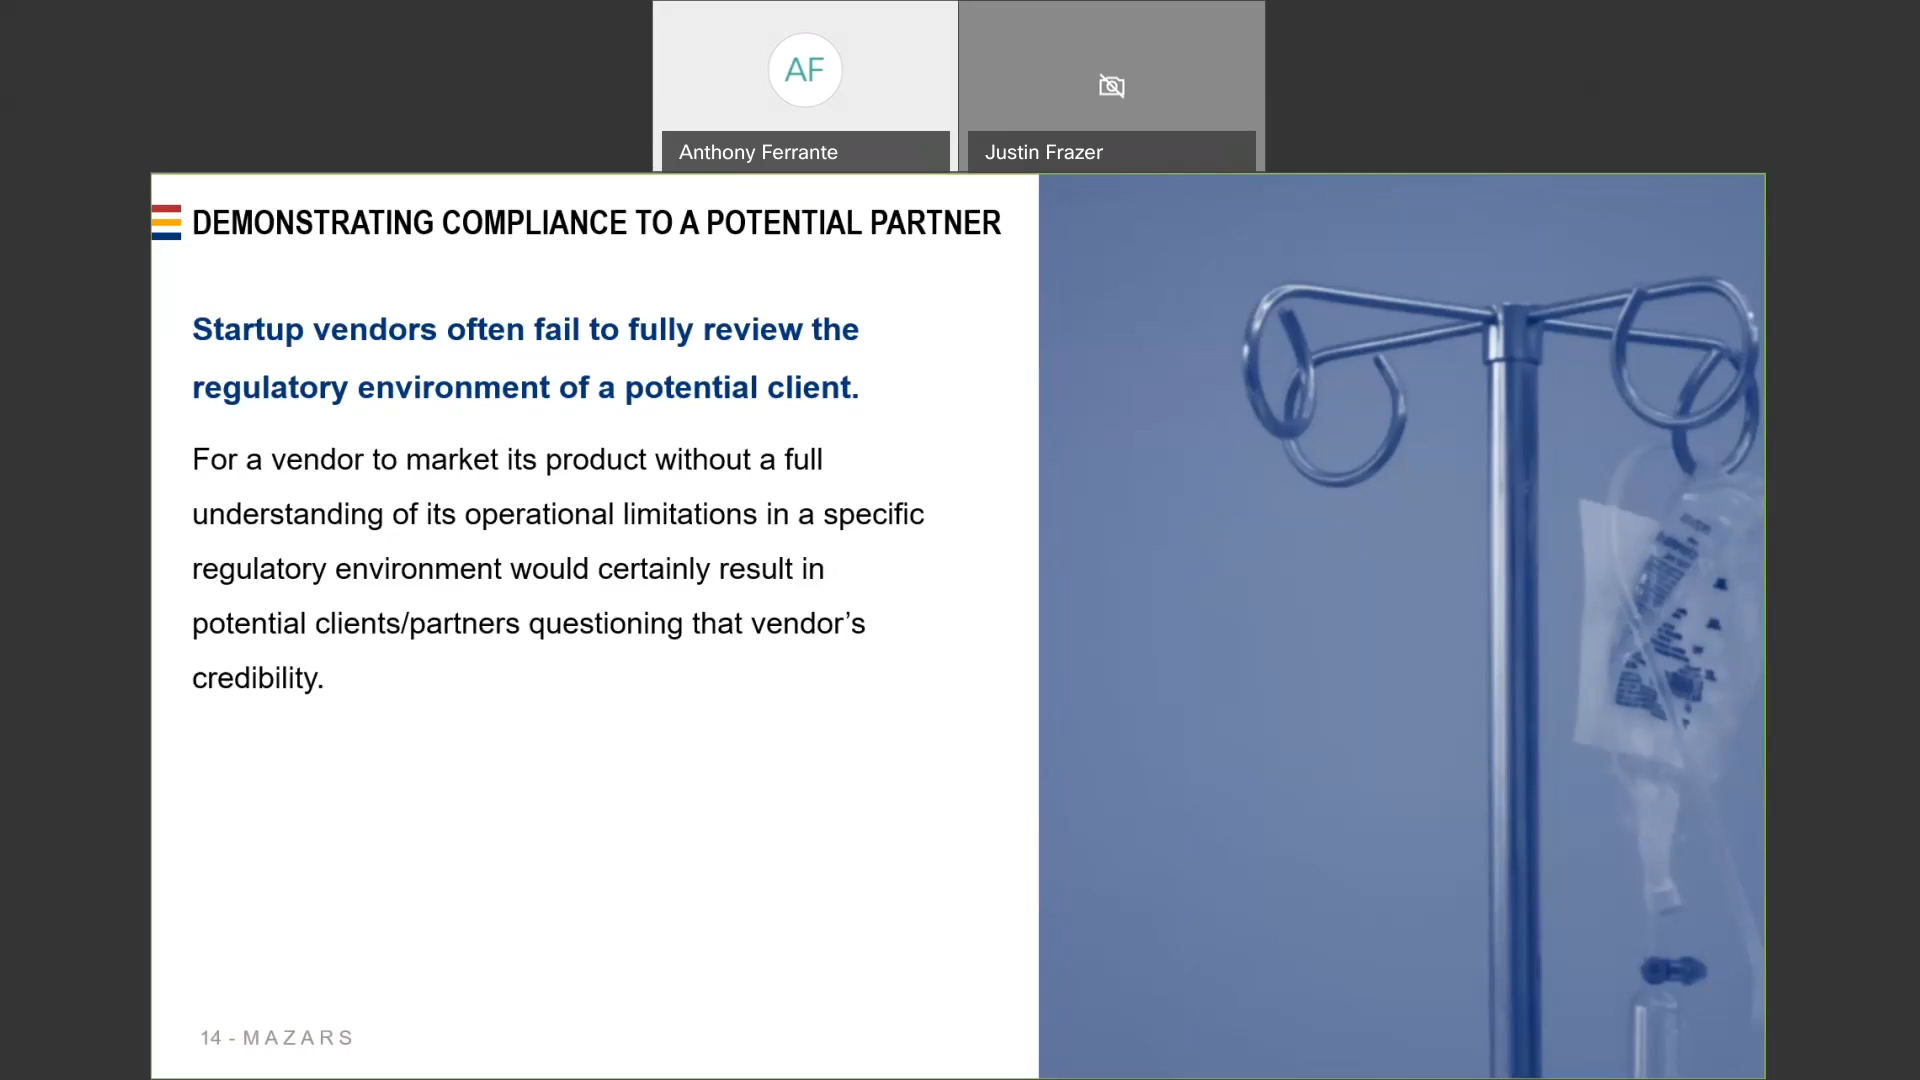 AF
Anthony Ferrante
Justin Frazer
DEMONSTRATING COMPLIANCE TO A POTENTIAL PARTNER
Startup vendors often fail to fully review the
regulatory environment of a potential client.
For a vendor to market its product without a full
understanding of its operational limitations in a specific
regulatory environment would certainly result in
potential clients/partners questioning that vendor’s
credibility.
14 - MAZARS